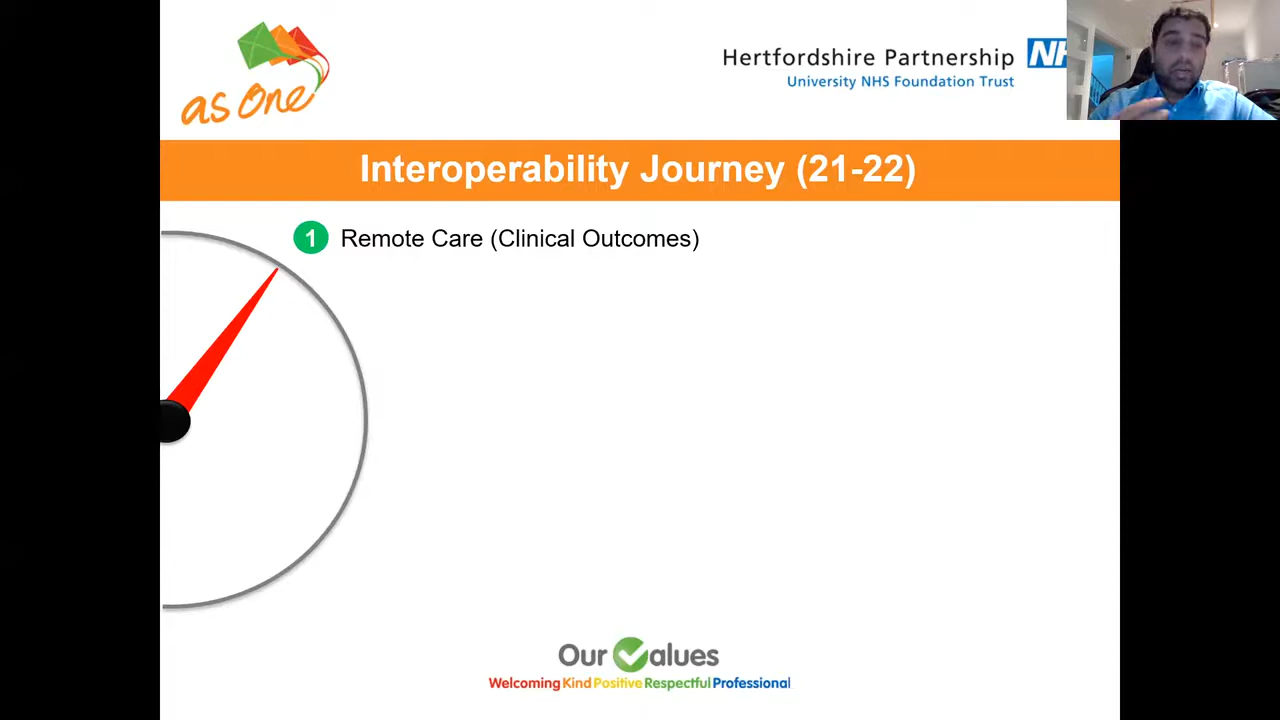 as one
Hertfordshire Partnership
University NHS Foundation Trust
Interoperability Journey (21-22)
1 Remote Care (Clinical Outcomes)
Our Values
Welcoming Kind Positive Respectful Professional